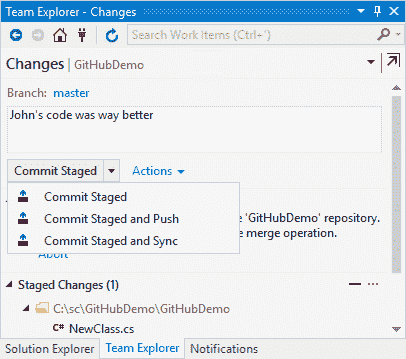 Team Explorer - Changes
Search Work Items (Ctrl+')
Changes | GitHubDemo
Branch: master
John's code was way better
Commit Staged Actions
Commit Staged
Commit Staged and Push
Commit Staged and Sync
'GitHubDemo' repository.
merge operation.
Abort
Staged Changes (1)
C:\sc\GitHubDemo\GitHubDemo
C# NewClass.cs
Solution Explorer Team Explorer Notifications